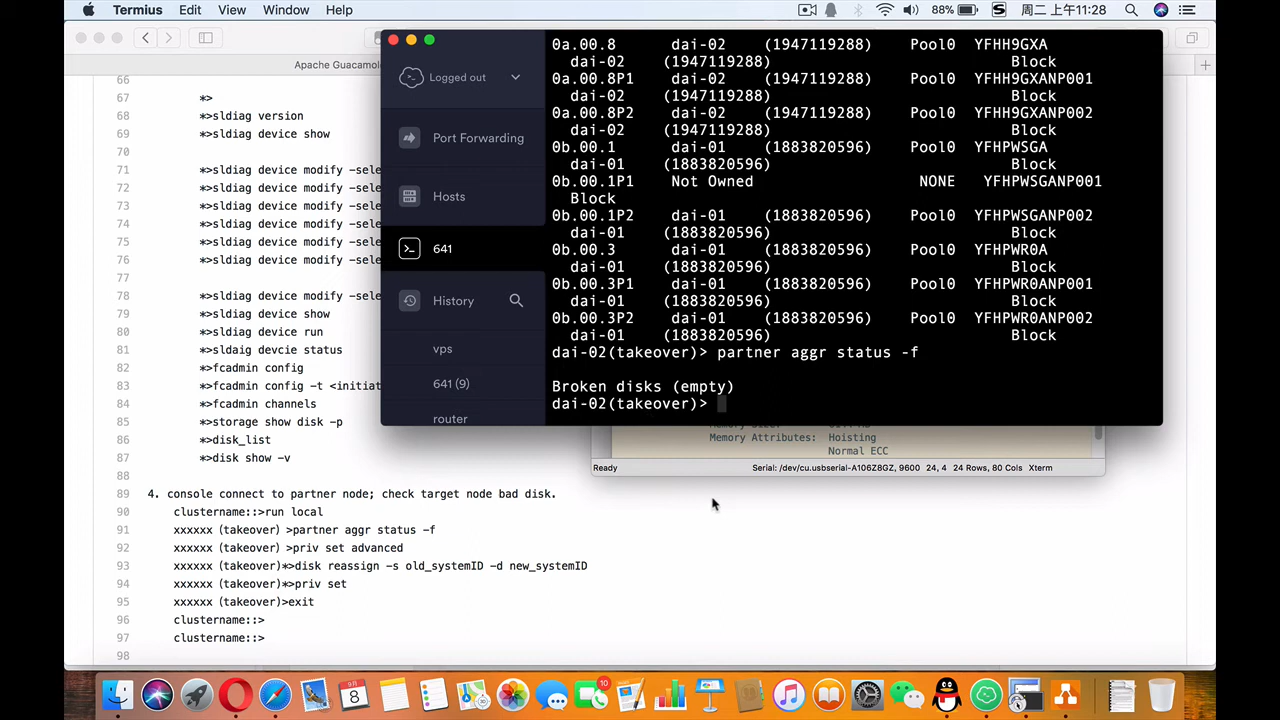 Termius Edit View Window Help
88% 周二 上午11:28
Apache Guacamol
66
67 *>
68 *>sldiag version
69 *>sldiag device show
70
71 *>sldiag device modify -sele
72 *>sldiag device modify -sele
73 *>sldiag device modify -sele
74 *>sldiag device modify -sele
75 *>sldiag device modify -sele
76 *>sldiag device modify -sele
77
78 *>sldiag device modify -sele
79 *>sldiag device show
80 *>sldiag device run
81 *>sldaig devcie status
82 *>fcadmin config
83 *>fcadmin config -t <initiat
84 *>fcadmin channels
85 *>storage show disk -p
86 *>disk_list
87 *>disk show -v
88
89 4. console connect to partner node; check target node bad disk.
90 clustername::>run local
91 xxxxxx (takeover) >partner aggr status -f
92 xxxxxx (takeover) >priv set advanced
93 xxxxxx (takeover)*>disk reassign -s old_systemID -d new_systemID
94 xxxxxx (takeover)*>priv set
95 xxxxxx (takeover)>exit
96 clustername::>
97 clustername::>
98
Logged out
Port Forwarding
Hosts
641
History
vps
641 (9)
router
0a.00.8 dai-02 (1947119288) Pool0 YFHH9GXA
dai-02 (1947119288) Block
0a.00.8P1 dai-02 (1947119288) Pool0 YFHH9GXANP001
dai-02 (1947119288) Block
0a.00.8P2 dai-02 (1947119288) Pool0 YFHH9GXANP002
dai-02 (1947119288) Block
0b.00.1 dai-01 (1883820596) Pool0 YFHPWSGA
dai-01 (1883820596) Block
0b.00.1P1 Not Owned NONE YFHPWSGANP001
Block
0b.00.1P2 dai-01 (1883820596) Pool0 YFHPWSGANP002
dai-01 (1883820596) Block
0b.00.3 dai-01 (1883820596) Pool0 YFHPWR0A
dai-01 (1883820596) Block
0b.00.3P1 dai-01 (1883820596) Pool0 YFHPWR0ANP001
dai-01 (1883820596) Block
0b.00.3P2 dai-01 (1883820596) Pool0 YFHPWR0ANP002
dai-01 (1883820596) Block
dai-02(takeover)> partner aggr status -f
Broken disks (empty)
dai-02(takeover)>
Memory Attributes: Hoisting
Normal ECC
Ready Serial: /dev/cu.usbserial-A106Z8GZ, 9600 24, 4 24 Rows, 80 Cols Xterm
10